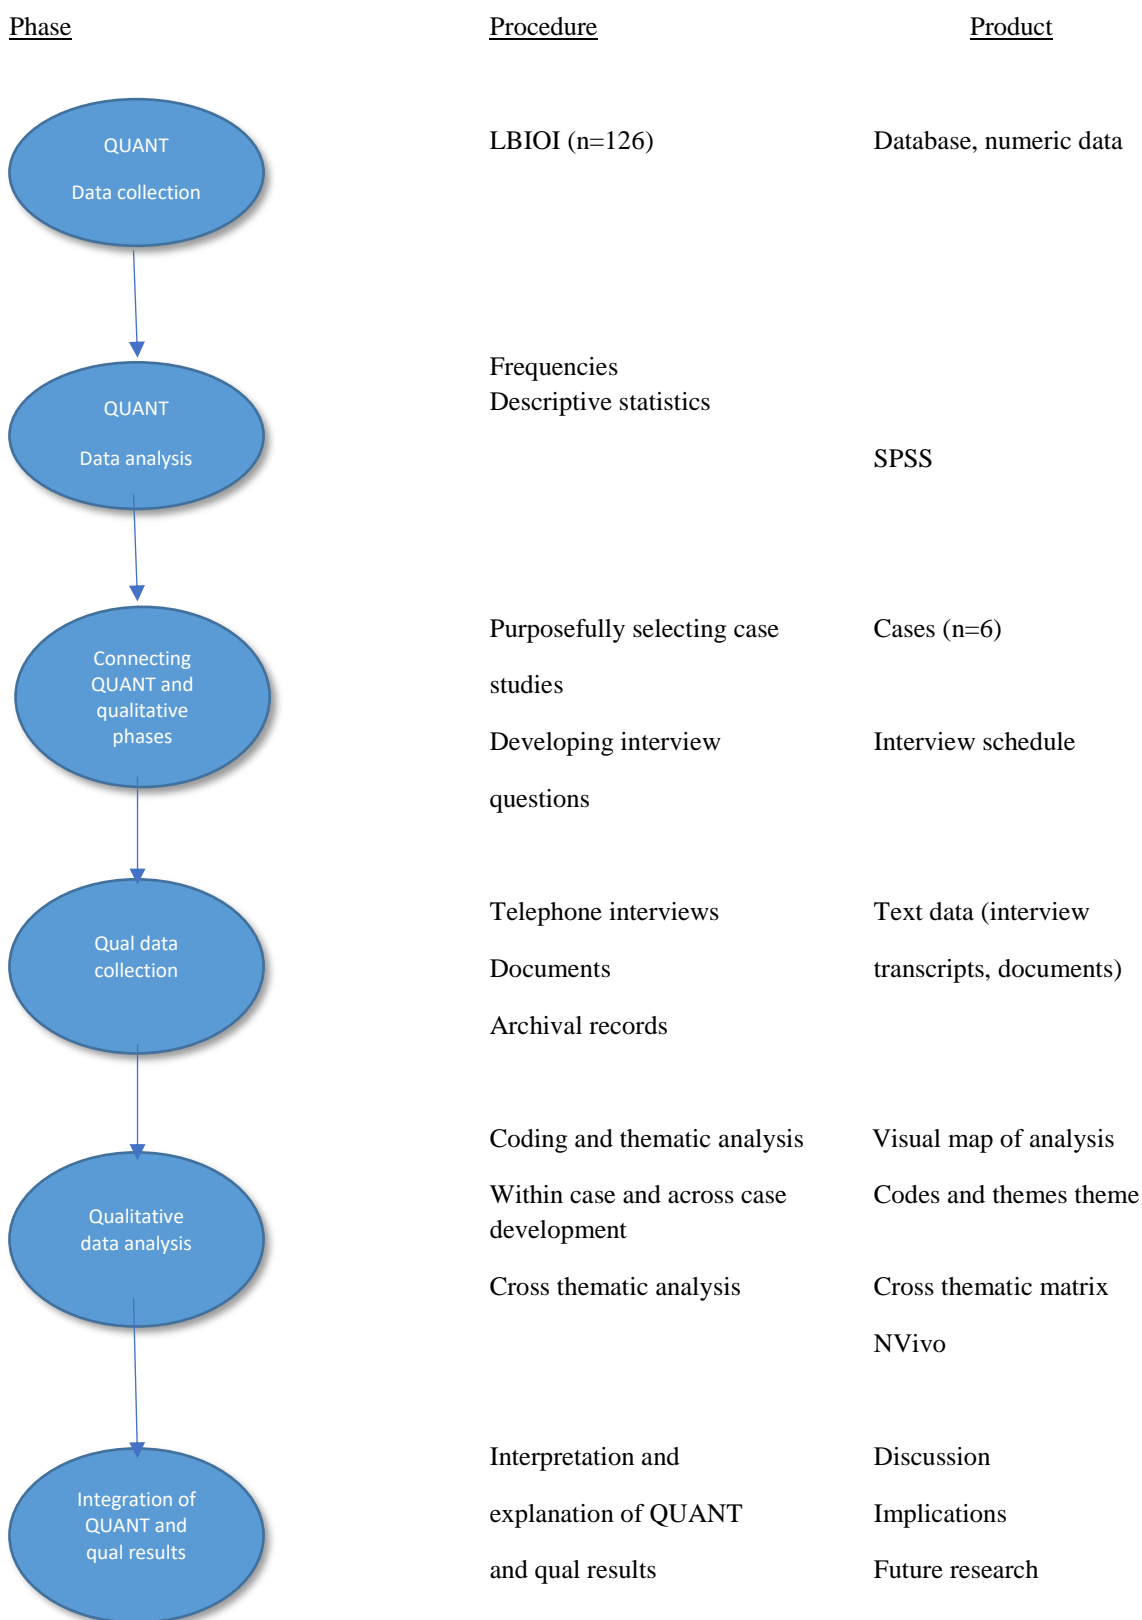 Phase
Procedure
Product
QUANT
Data collection
LBIOI (n=126)
Database, numeric data
QUANT
Data analysis
Frequencies
Descriptive statistics
SPSS
Connecting
QUANT and
qualitative
phases
Purposefully selecting case
studies
Developing interview
questions
Cases (n=6)
Interview schedule
Qual data
collection
Telephone interviews
Documents
Archival records
Text data (interview
transcripts, documents)
Qualitative
data analysis
Coding and thematic analysis
Within case and across case
development
Cross thematic analysis
Visual map of analysis
Codes and themes theme
Cross thematic matrix
NVivo
Integration of
QUANT and
qual results
Interpretation and
explanation of QUANT
and qual results
Discussion
Implications
Future research